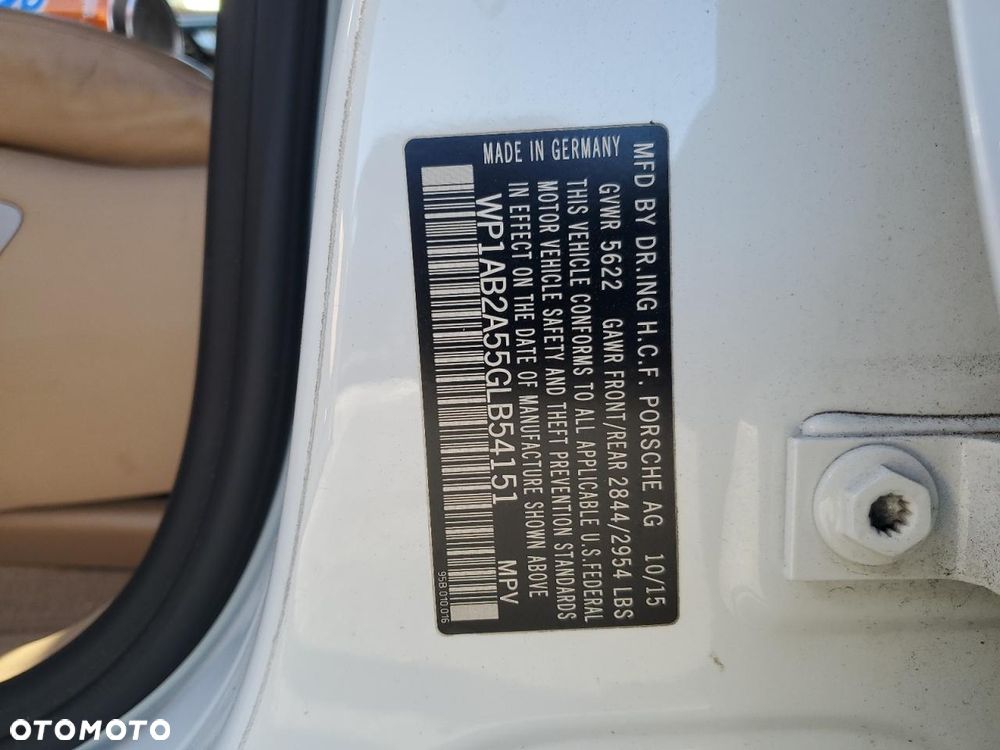 MFD BY DR.ING H.C.F. PORSCHE AG 10/15
MADE IN GERMANY GVWR 5622 GAWR FRONT/REAR 2844/2954 LBS
THIS VEHICLE CONFORMS TO ALL APPLICABLE U.S.FEDERAL
MOTOR VEHICLE SAFETY AND THEFT PREVENTION STANDARDS
IN EFFECT ON THE DATE OF MANUFACTURE SHOWN ABOVE
WP1AB2A55GLB54151 MPV
95B.010.016
OTOMOTO